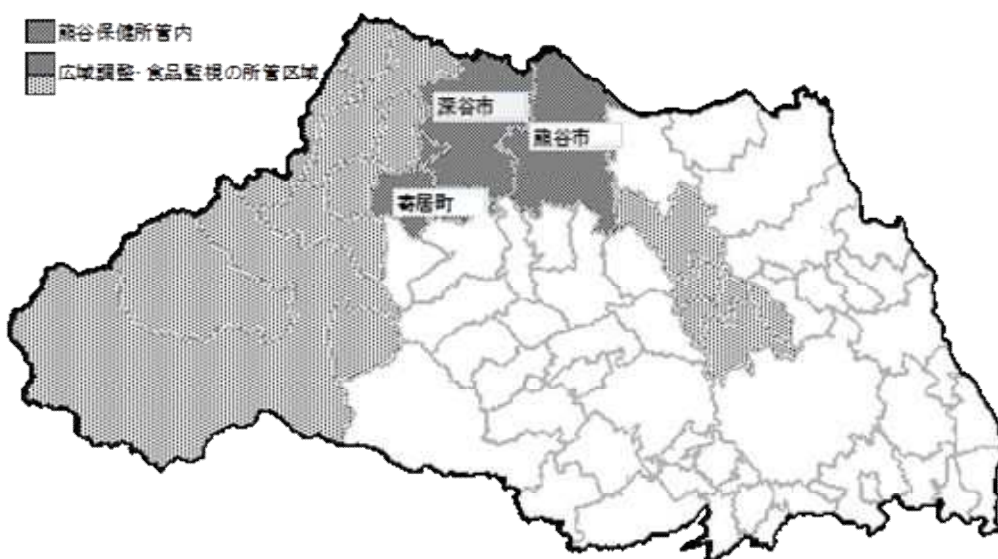 熊谷保健所管内
広域調整・食品監視の所管区域
深谷市
熊谷市
寄居町